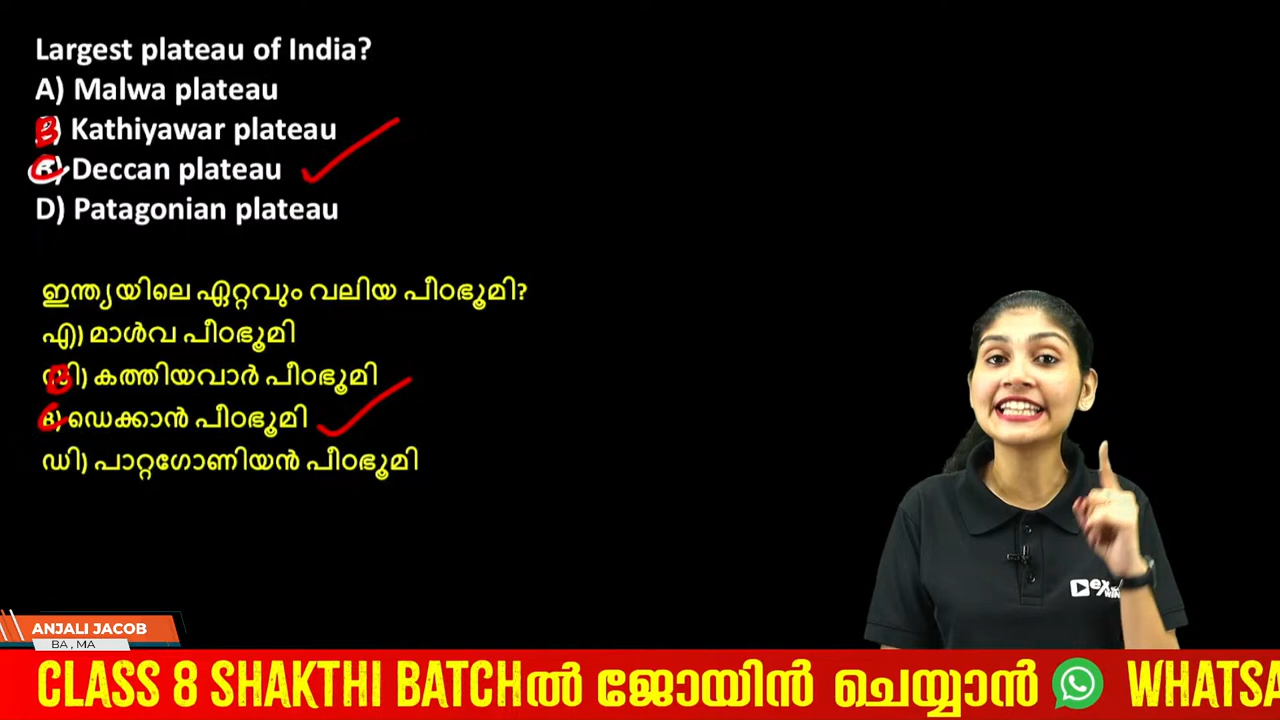 Largest plateau of India?
A) Malwa plateau
B) Kathiyawar plateau
C) Deccan plateau
D) Patagonian plateau
ഇന്ത്യയിലെ ഏറ്റവും വലിയ പീഠഭൂമി?
എ) മാൾവ പീഠഭൂമി
B) കത്തിയവാർ പീഠഭൂമി
C) ഡെക്കാൻ പീഠഭൂമി
ഡി) പാറ്റഗോണിയൻ പീഠഭൂമി
ANJALI JACOB
BA , MA
CLASS 8 SHAKTHI BATCHൽ ജോയിൻ ചെയ്യാൻ WHATSA